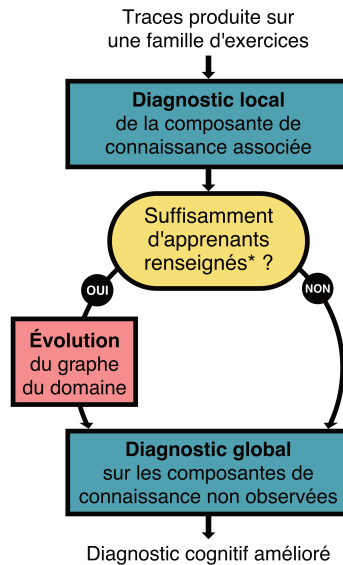 Traces produite sur
une famille d'exercices
Diagnostic local
de la composante de
connaissance associée
Suffisamment
d'apprenants
renseignés* ?
OUI
NON
Évolution
du graphe
du domaine
Diagnostic global
sur les composantes de
connaissance non observées
Diagnostic cognitif amélioré